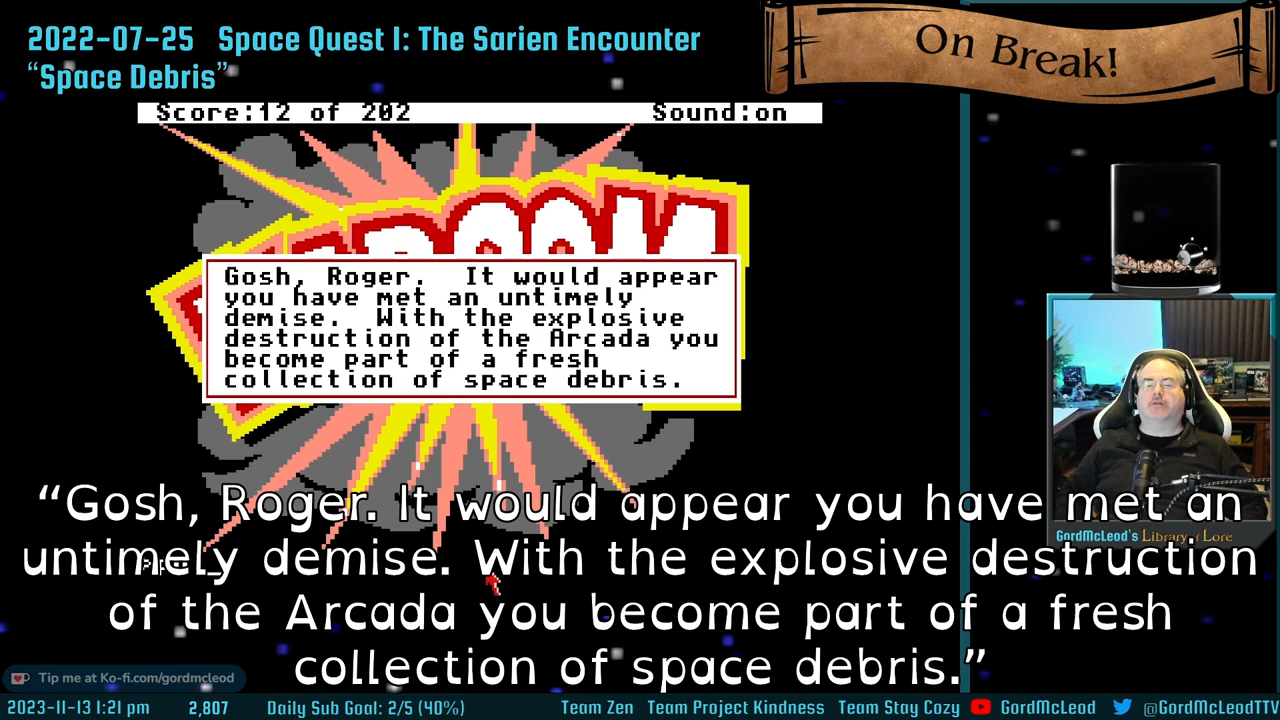 2022-07-25 Space Quest I: The Sarien Encounter
“Space Debris”
On Break!
Score:12 of 202 Sound:on
Gosh, Roger. It would appear
you have met an untimely
demise. With the explosive
destruction of the Arcada you
become part of a fresh
collection of space debris.
“Gosh, Roger. It would appear you have met an
untimely demise. With the explosive destruction
of the Arcada you become part of a fresh
collection of space debris.”
GordMcLeod's Library of Lore
Tip me at Ko-fi.com/gordmcleod
2023-11-13 1:21 pm 2,807 Daily Sub Goal: 2/5 (40%) Team Zen Team Project Kindness Team Stay Cozy GordMcLeod @GordMcLeodTTV